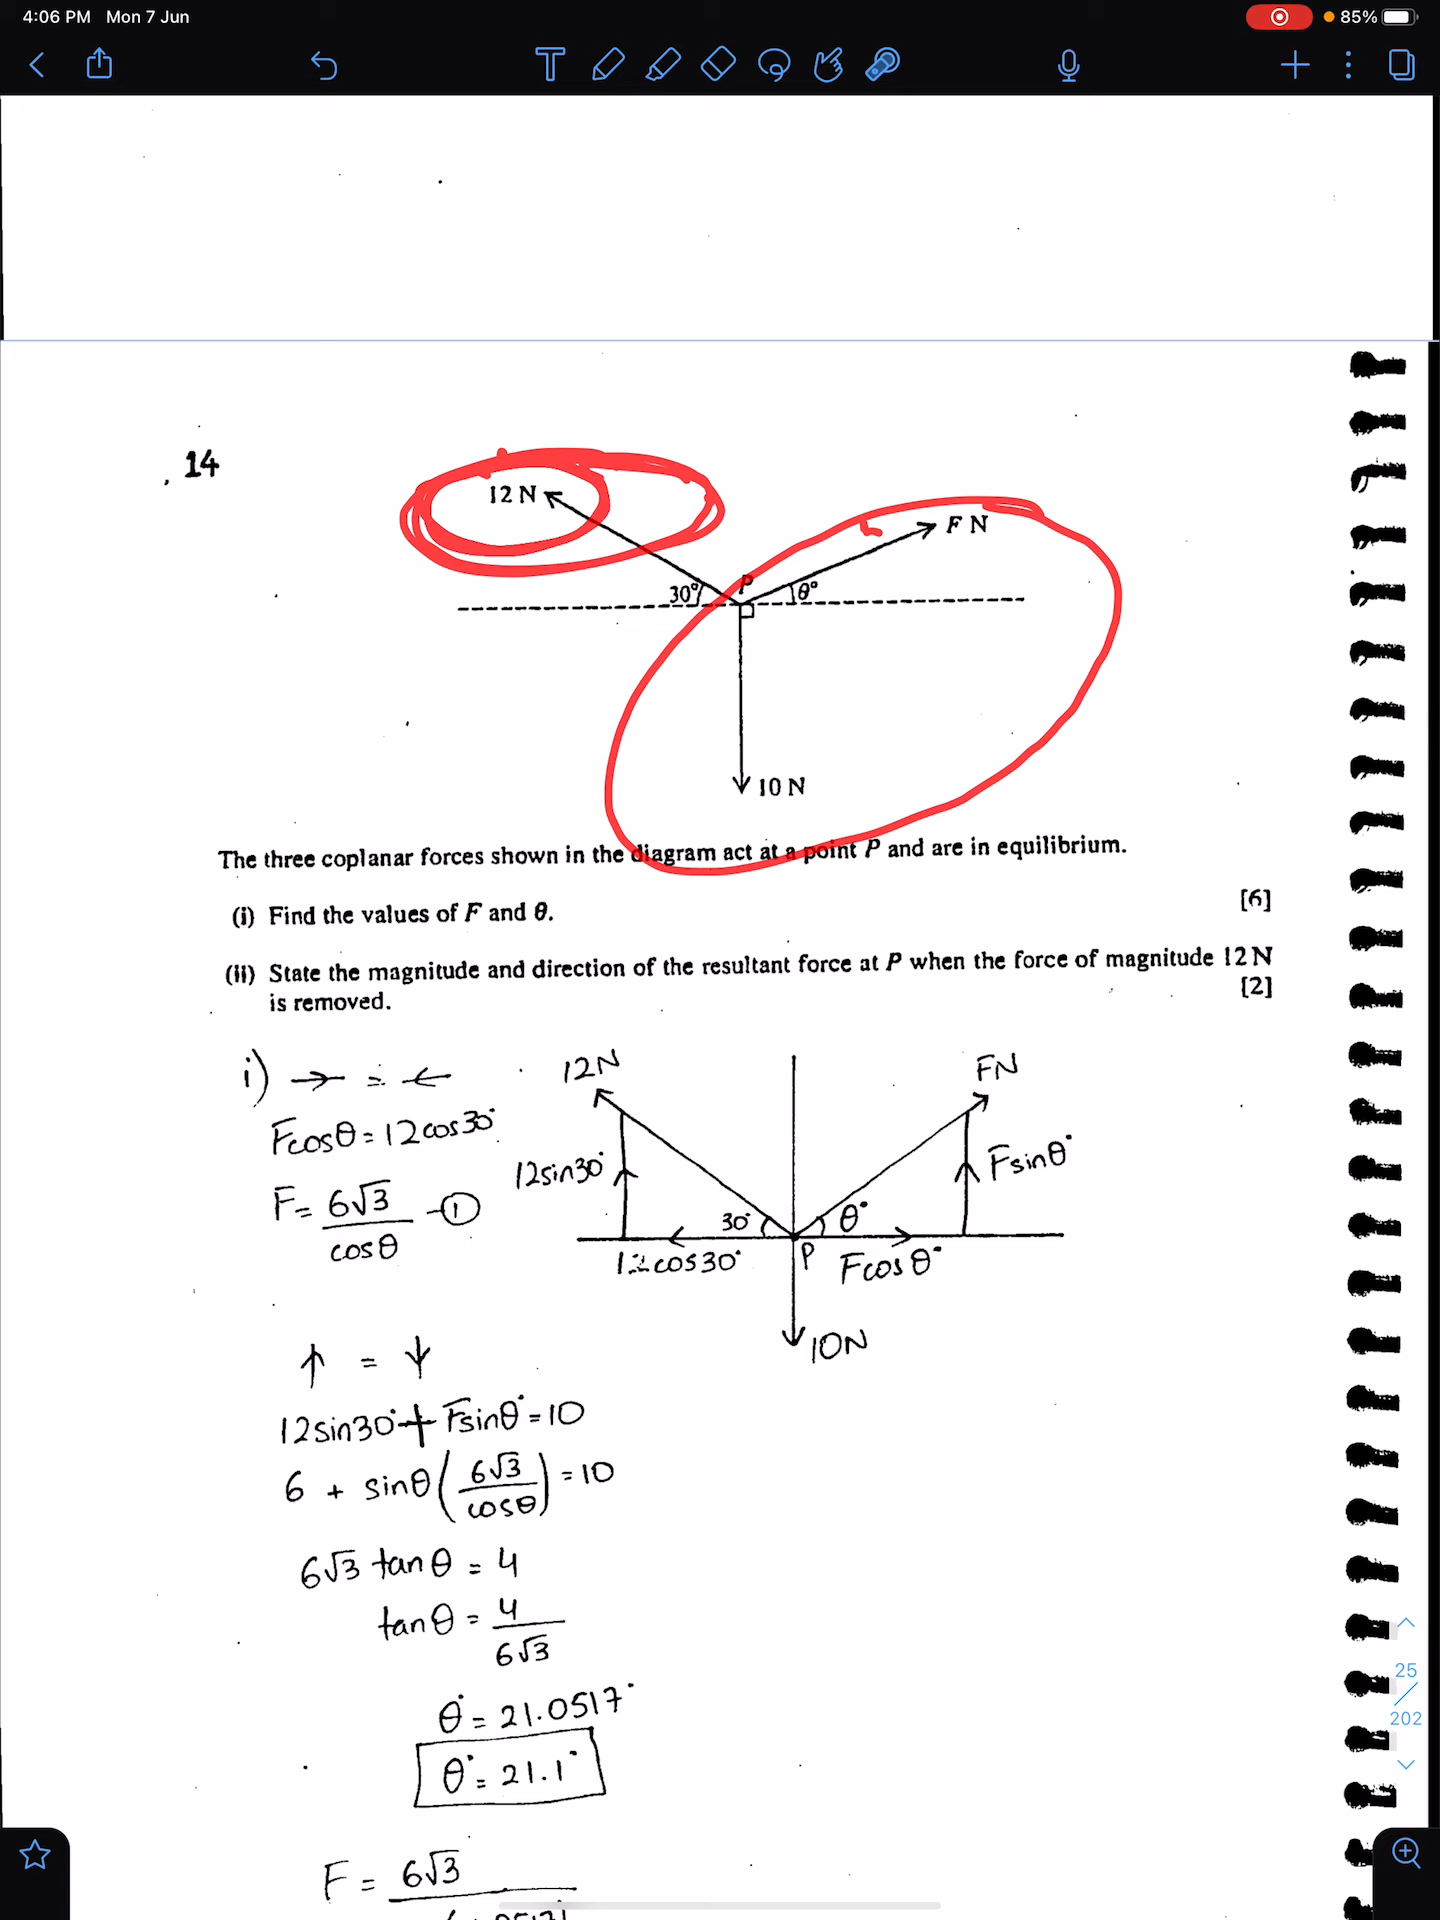 4:06 PM Mon 7 Jun
85%
14
12 N
F N
P
30°
θ°
10 N
The three coplanar forces shown in the diagram act at a point P and are in equilibrium.
(i) Find the values of F and θ.
[6]
(ii) State the magnitude and direction of the resultant force at P when the force of magnitude 12 N
is removed.
[2]
i) → = ←
Fcosθ = 12cos30°
F = 6√3 / cosθ - ①
12N
FN
12sin30°
Fsinθ°
30°
θ°
12cos30°
P
Fcosθ°
10N
↑ = ↓
12sin30° + Fsinθ° = 10
6 + sinθ (6√3 / cosθ) = 10
6√3 tanθ = 4
tanθ = 4 / 6√3
θ° = 21.0517°
θ° = 21.1°
F = 6√3
25
202